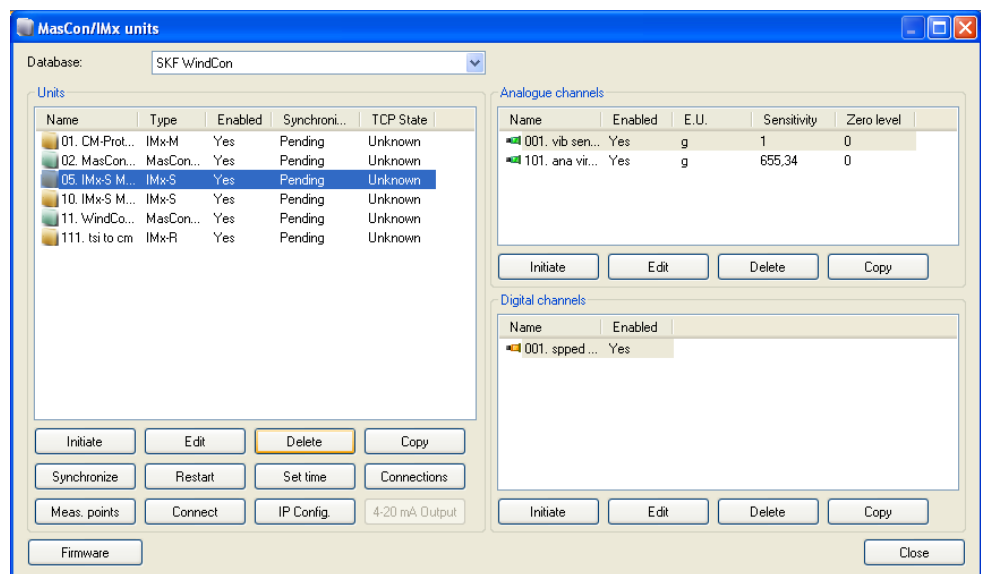 MasCon/IMx units
Database: SKF WindCon
Units
Name Type Enabled Synchroni... TCP State
01. CM-Prot... IMx-M Yes Pending Unknown
02. MasCon... MasCon... Yes Pending Unknown
05. IMx-S M... IMx-S Yes Pending Unknown
10. IMx-S M... IMx-S Yes Pending Unknown
11. WindCo... MasCon... Yes Pending Unknown
111. tsi to cm IMx-R Yes Pending Unknown
Initiate Edit Delete Copy
Synchronize Restart Set time Connections
Meas. points Connect IP Config. 4-20 mA Output
Firmware
Analogue channels
Name Enabled E.U. Sensitivity Zero level
001. vib sen... Yes g 1 0
101. ana vir... Yes g 655,34 0
Initiate Edit Delete Copy
Digital channels
Name Enabled
001. spped ... Yes
Initiate Edit Delete Copy
Close